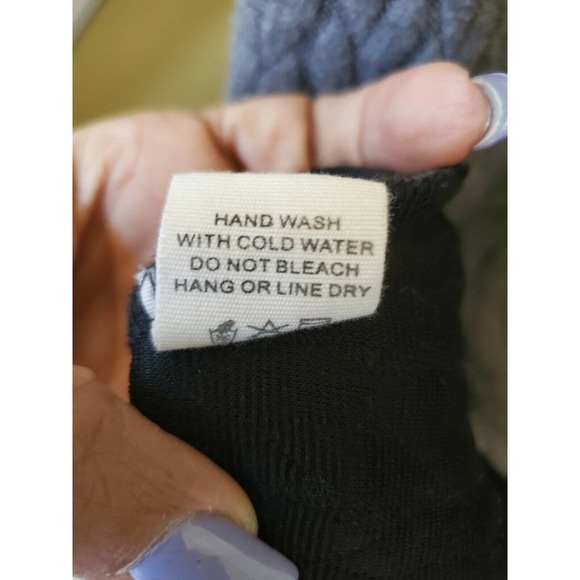 HAND WASH
WITH COLD WATER
DO NOT BLEACH
HANG OR LINE DRY